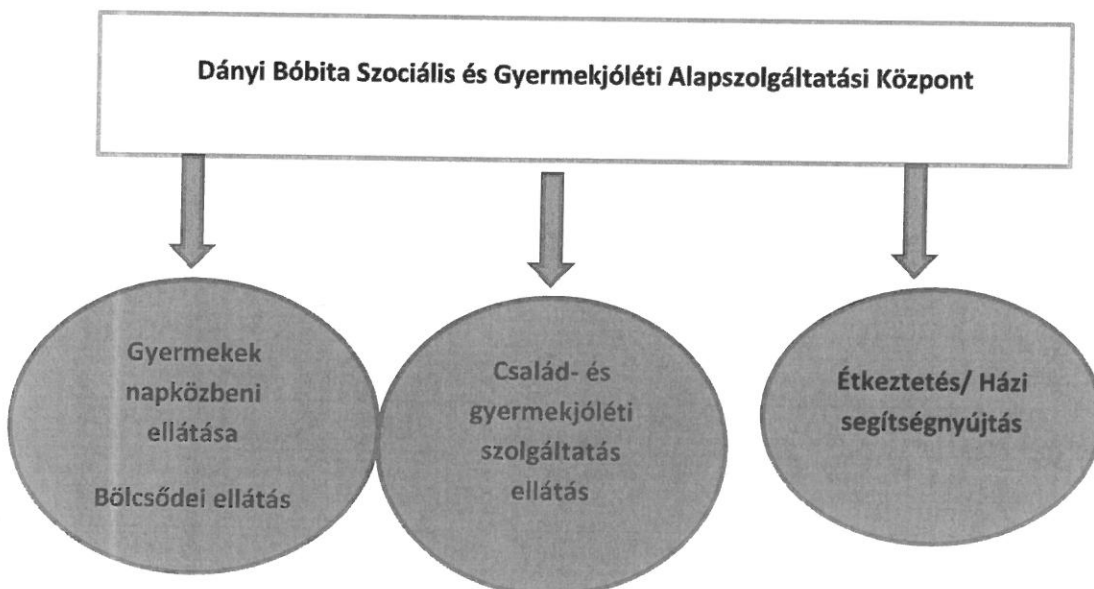 Dányi Bóbita Szociális és Gyermekjóléti Alapszolgáltatási Központ
Gyermekek
napközbeni
ellátása
Bölcsődei ellátás
Család- és
gyermekjóléti
szolgáltatás
ellátás
Étkeztetés/ Házi
segítségnyújtás